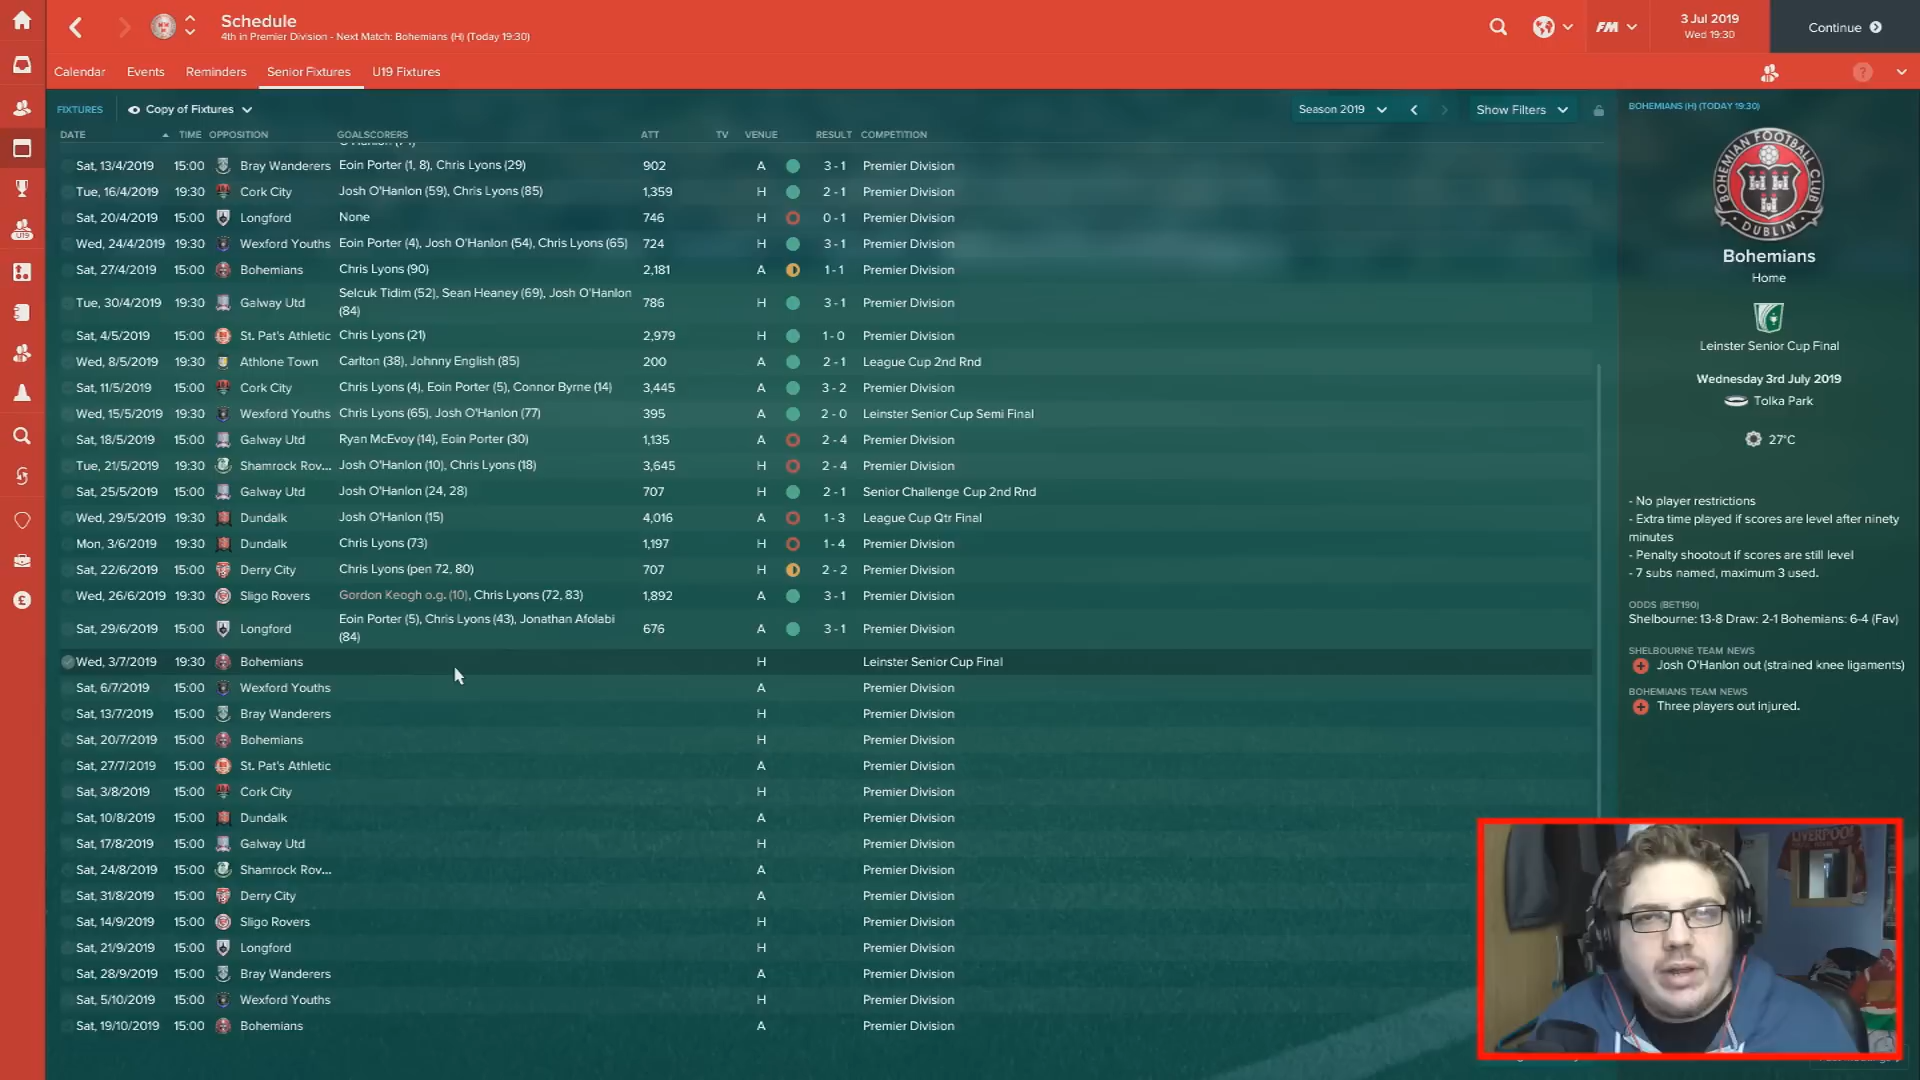 Schedule
4th in Premier Division - Next Match: Bohemians (H) (Today 19:30)
FM
3 Jul 2019
Wed 19:30
Continue
Calendar Events Reminders Senior Fixtures U19 Fixtures
?
FIXTURES Copy of Fixtures
Season 2019
Show Filters
DATE TIME OPPOSITION GOALSCORERS ATT TV VENUE RESULT COMPETITION
Sat, 13/4/2019 15:00 Bray Wanderers Eoin Porter (1, 8), Chris Lyons (29) 902 A 3 - 1 Premier Division
Tue, 16/4/2019 19:30 Cork City Josh O'Hanlon (59), Chris Lyons (85) 1,359 H 2 - 1 Premier Division
Sat, 20/4/2019 15:00 Longford None 746 H 0 - 1 Premier Division
Wed, 24/4/2019 19:30 Wexford Youths Eoin Porter (4), Josh O'Hanlon (54), Chris Lyons (65) 724 H 3 - 1 Premier Division
Sat, 27/4/2019 15:00 Bohemians Chris Lyons (90) 2,181 A 1 - 1 Premier Division
Tue, 30/4/2019 19:30 Galway Utd Selcuk Tidim (52), Sean Heaney (69), Josh O'Hanlon
(84) 786 H 3 - 1 Premier Division
Sat, 4/5/2019 15:00 St. Pat's Athletic Chris Lyons (21) 2,979 H 1 - 0 Premier Division
Wed, 8/5/2019 19:30 Athlone Town Carlton (38), Johnny English (85) 200 A 2 - 1 League Cup 2nd Rnd
Sat, 11/5/2019 15:00 Cork City Chris Lyons (4), Eoin Porter (5), Connor Byrne (14) 3,445 A 3 - 2 Premier Division
Wed, 15/5/2019 19:30 Wexford Youths Chris Lyons (65), Josh O'Hanlon (77) 395 A 2 - 0 Leinster Senior Cup Semi Final
Sat, 18/5/2019 15:00 Galway Utd Ryan McEvoy (14), Eoin Porter (30) 1,135 A 2 - 4 Premier Division
Tue, 21/5/2019 19:30 Shamrock Rov... Josh O'Hanlon (10), Chris Lyons (18) 3,645 H 2 - 4 Premier Division
Sat, 25/5/2019 15:00 Galway Utd Josh O'Hanlon (24, 28) 707 H 2 - 1 Senior Challenge Cup 2nd Rnd
Wed, 29/5/2019 19:30 Dundalk Josh O'Hanlon (15) 4,016 A 1 - 3 League Cup Qtr Final
Mon, 3/6/2019 19:30 Dundalk Chris Lyons (73) 1,197 H 1 - 4 Premier Division
Sat, 22/6/2019 15:00 Derry City Chris Lyons (pen 72, 80) 707 H 2 - 2 Premier Division
Wed, 26/6/2019 19:30 Sligo Rovers Gordon Keogh o.g. (10), Chris Lyons (72, 83) 1,892 A 3 - 1 Premier Division
Sat, 29/6/2019 15:00 Longford Eoin Porter (5), Chris Lyons (43), Jonathan Afolabi
(84) 676 A 3 - 1 Premier Division
Wed, 3/7/2019 19:30 Bohemians H Leinster Senior Cup Final
Sat, 6/7/2019 15:00 Wexford Youths A Premier Division
Sat, 13/7/2019 15:00 Bray Wanderers H Premier Division
Sat, 20/7/2019 15:00 Bohemians H Premier Division
Sat, 27/7/2019 15:00 St. Pat's Athletic A Premier Division
Sat, 3/8/2019 15:00 Cork City H Premier Division
Sat, 10/8/2019 15:00 Dundalk A Premier Division
Sat, 17/8/2019 15:00 Galway Utd H Premier Division
Sat, 24/8/2019 15:00 Shamrock Rov... A Premier Division
Sat, 31/8/2019 15:00 Derry City A Premier Division
Sat, 14/9/2019 15:00 Sligo Rovers H Premier Division
Sat, 21/9/2019 15:00 Longford H Premier Division
Sat, 28/9/2019 15:00 Bray Wanderers A Premier Division
Sat, 5/10/2019 15:00 Wexford Youths H Premier Division
Sat, 19/10/2019 15:00 Bohemians A Premier Division
BOHEMIANS (H) (TODAY 19:30)
BOHEMIAN FOOTBALL CLUB
DUBLIN
Bohemians
Home
Leinster Senior Cup Final
Wednesday 3rd July 2019
Tolka Park
27°C
- No player restrictions
- Extra time played if scores are level after ninety
minutes
- Penalty shootout if scores are still level
- 7 subs named, maximum 3 used.
ODDS (BET190)
Shelbourne: 13-8 Draw: 2-1 Bohemians: 6-4 (Fav)
SHELBOURNE TEAM NEWS
Josh O'Hanlon out (strained knee ligaments)
BOHEMIANS TEAM NEWS
Three players out injured.
U19
LIVERPOOL